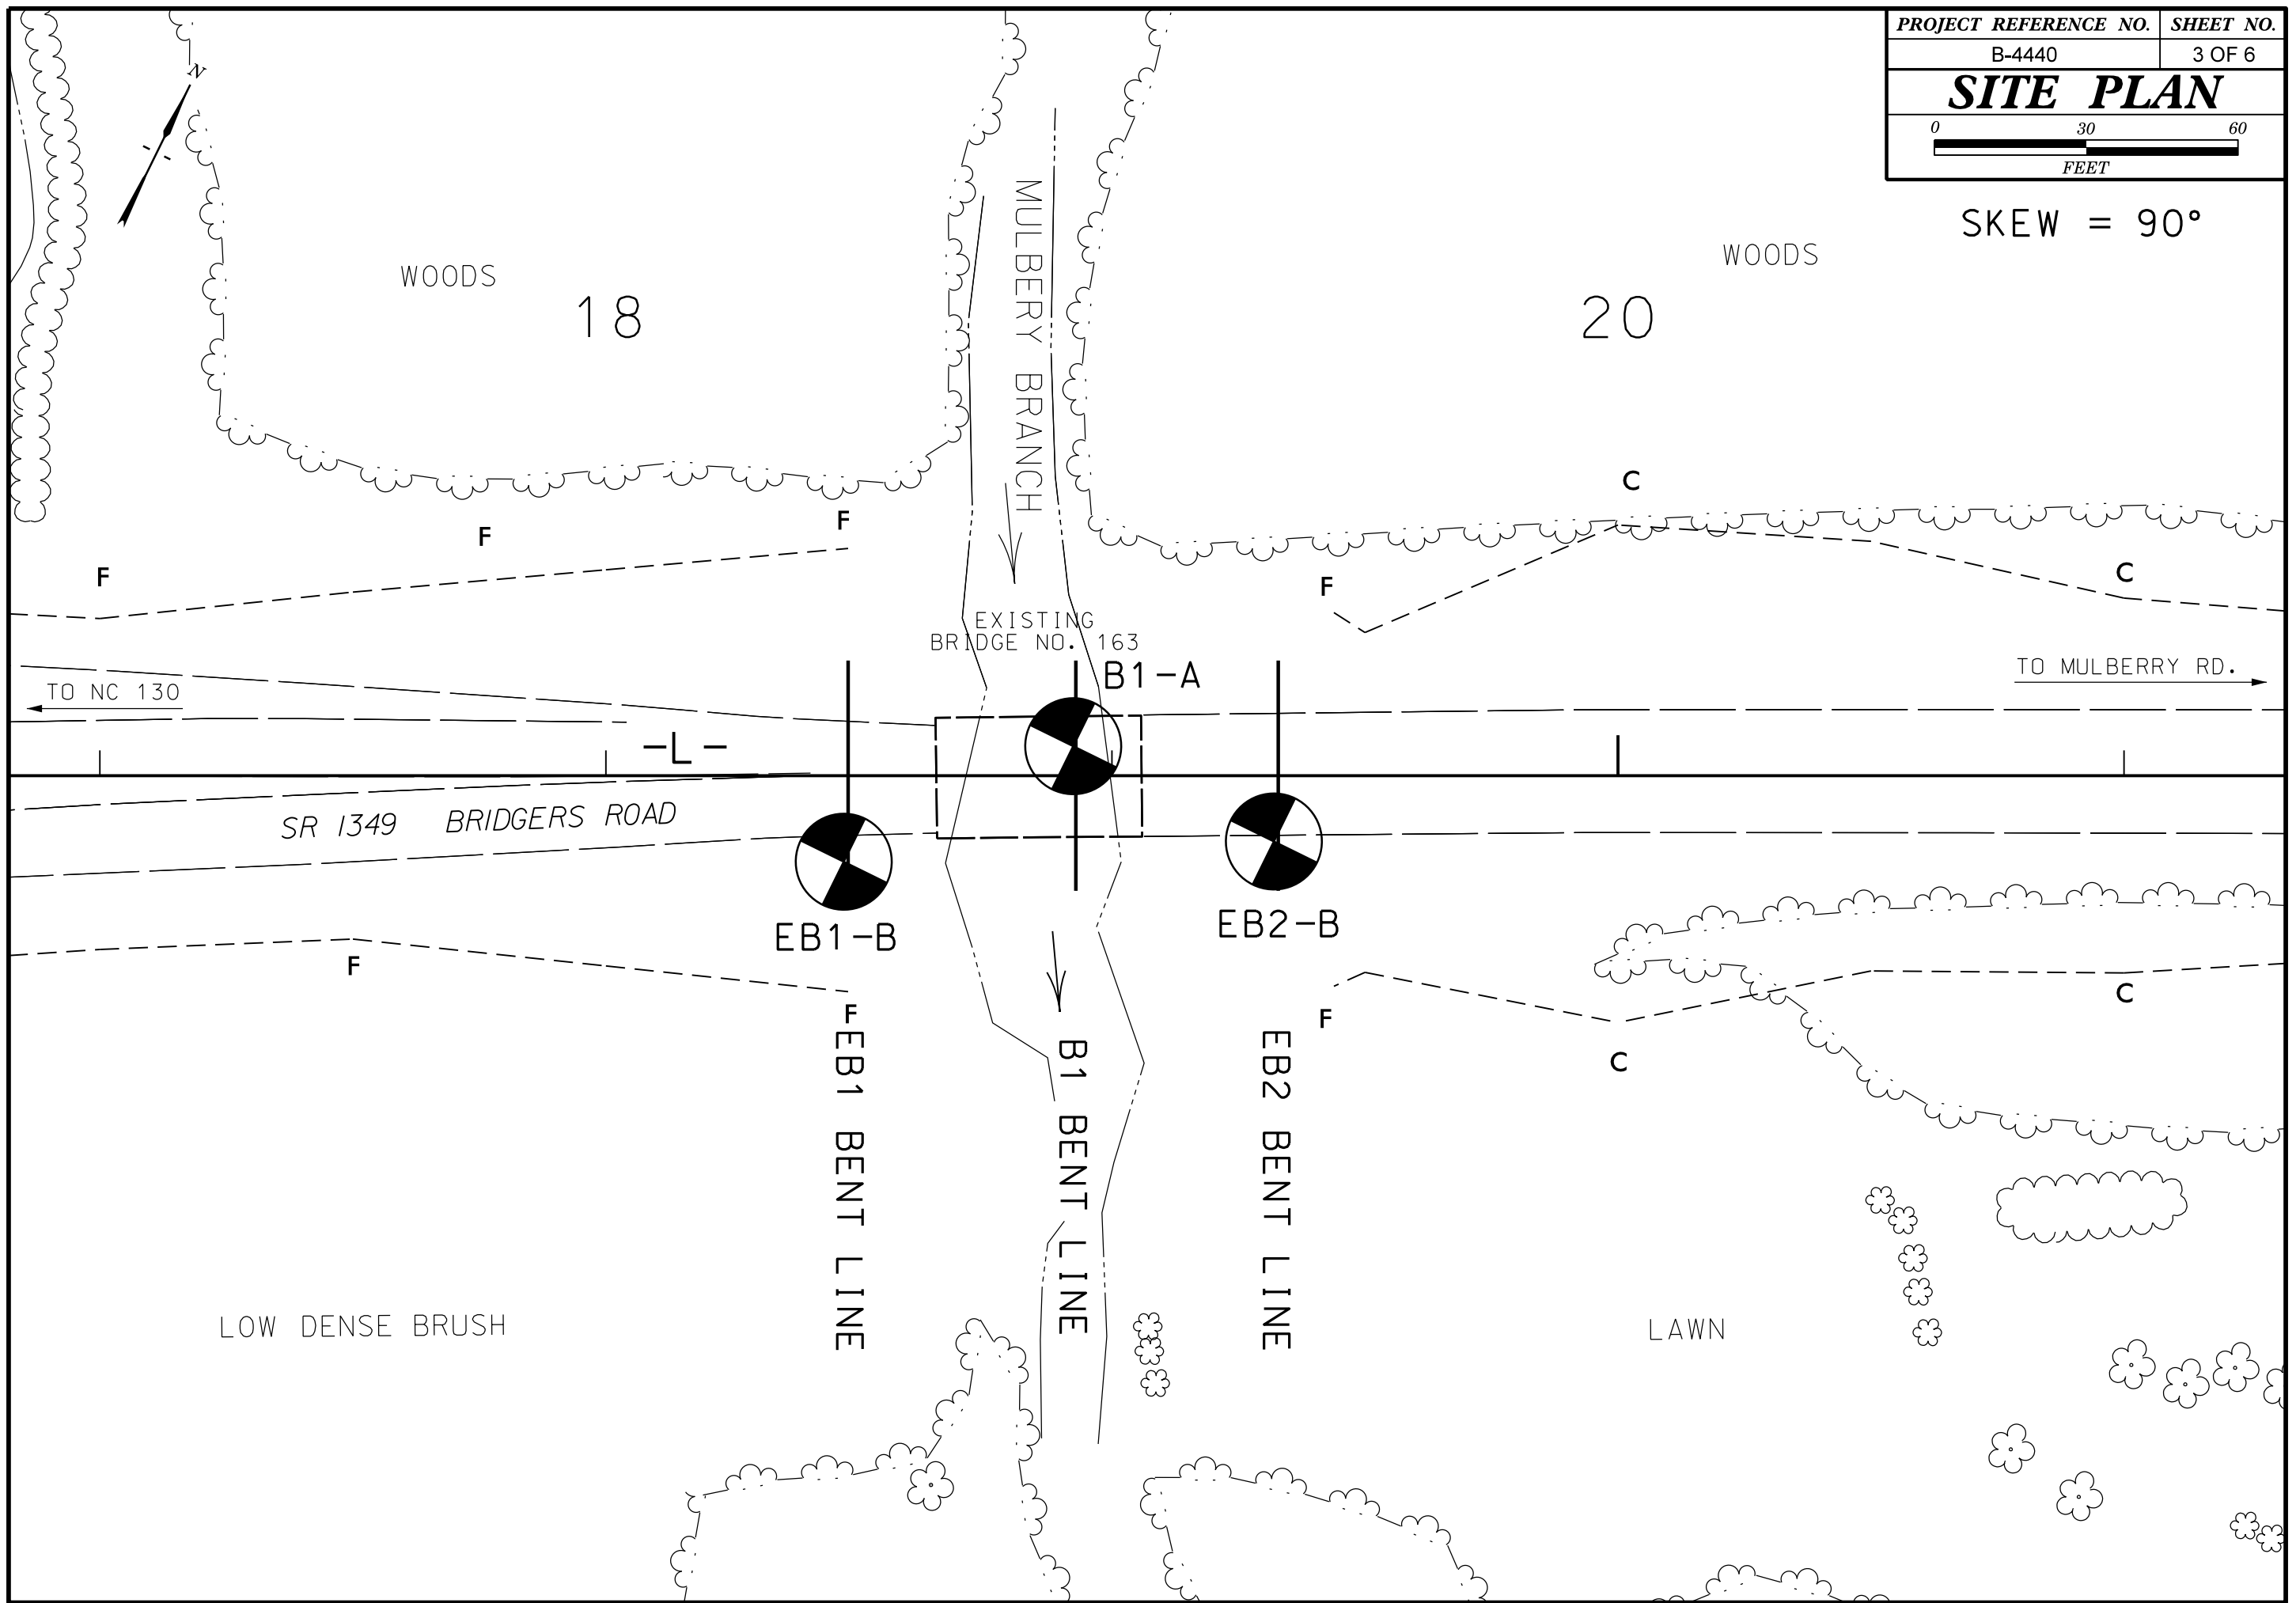 PROJECT REFERENCE NO. SHEET NO.
B-4440 3 OF 6
SITE PLAN
0 30 60
FEET
SKEW = 90°
N
WOODS
18
MULBERY BRANCH
WOODS
20
C
F
F
F
F
C
EXISTING
BRIDGE NO. 163
B1-A
TO NC 130
TO MULBERRY RD.
-L-
SR 1349 BRIDGERS ROAD
EB1-B
EB2-B
F
F
F
C
C
EB1 BENT LINE
B1 BENT LINE
EB2 BENT LINE
LOW DENSE BRUSH
LAWN